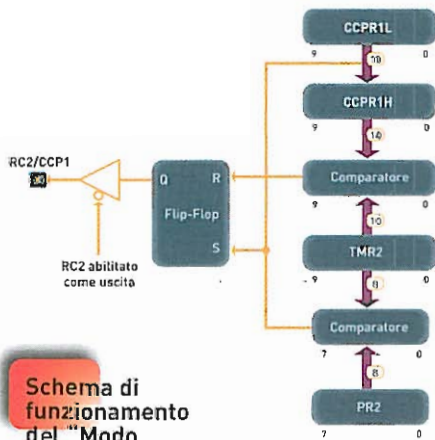 CCPR1L
9 0
10
CCPR1H
9 0
10
RC2/CCP1
Q R
Flip-Flop
S
Comparatore
9 0
10
RC2 abilitato
come uscita
TMR2
9 0
8
Comparatore
7 0
8
PR2
7 0
Schema di
funzionamento
del "Modo